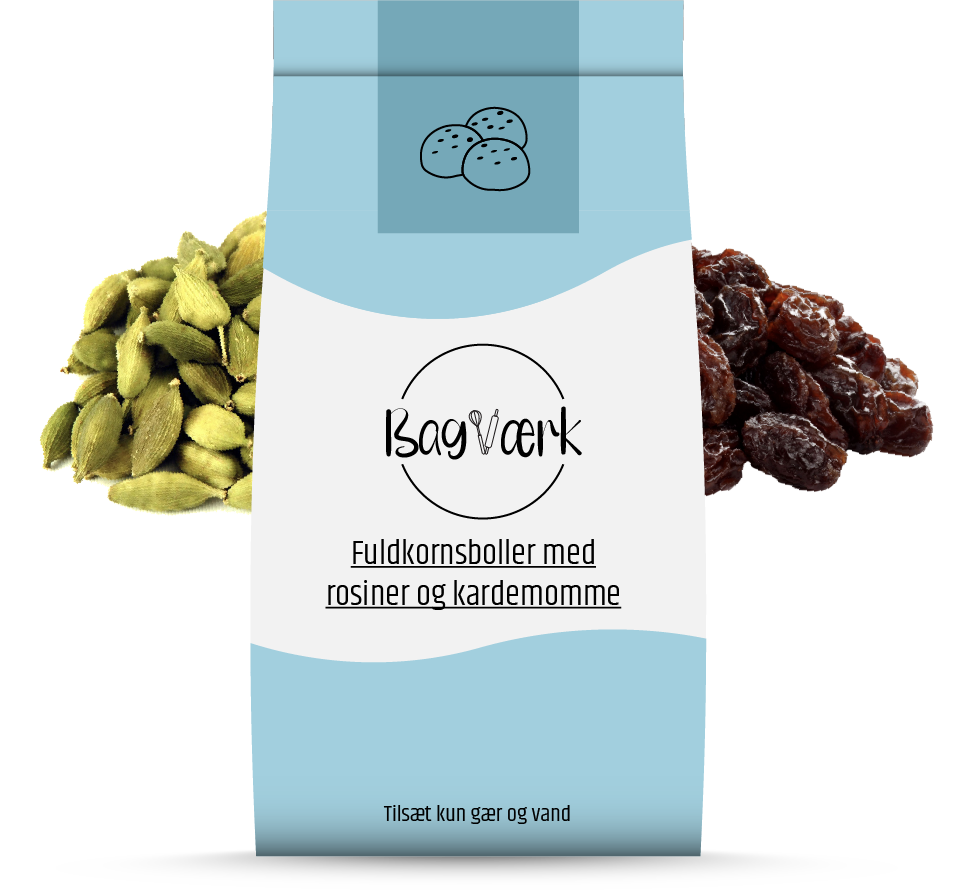 BagVærk
Fuldkornsboller med
rosiner og kardemomme
Tilsæt kun gær og vand